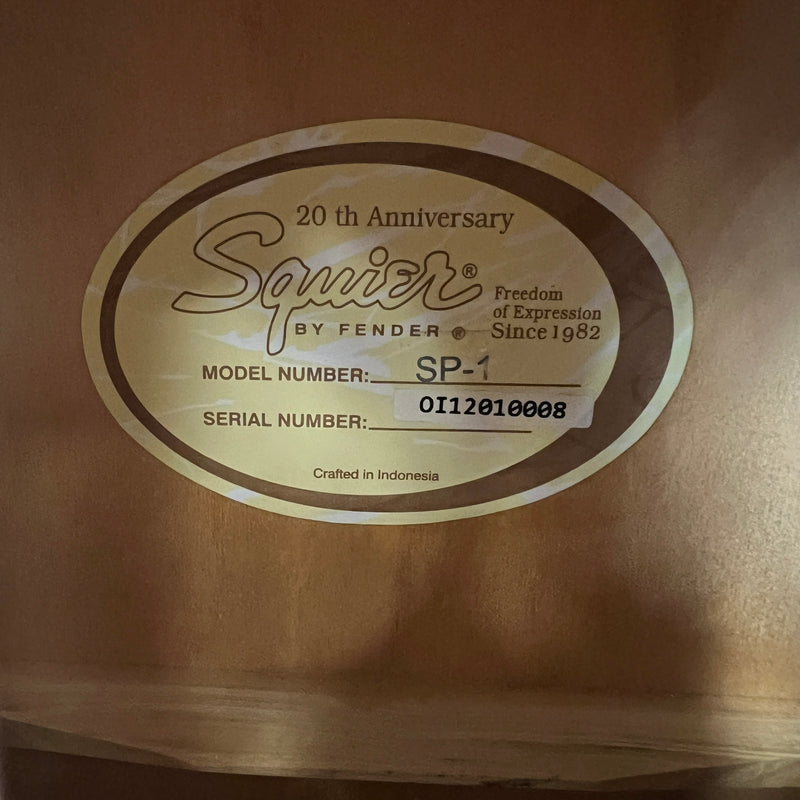 20 th Anniversary
Squier®
BY FENDER ®
Freedom
of Expression
Since 1982
MODEL NUMBER: SP-1
SERIAL NUMBER: OI12010008
Crafted in Indonesia